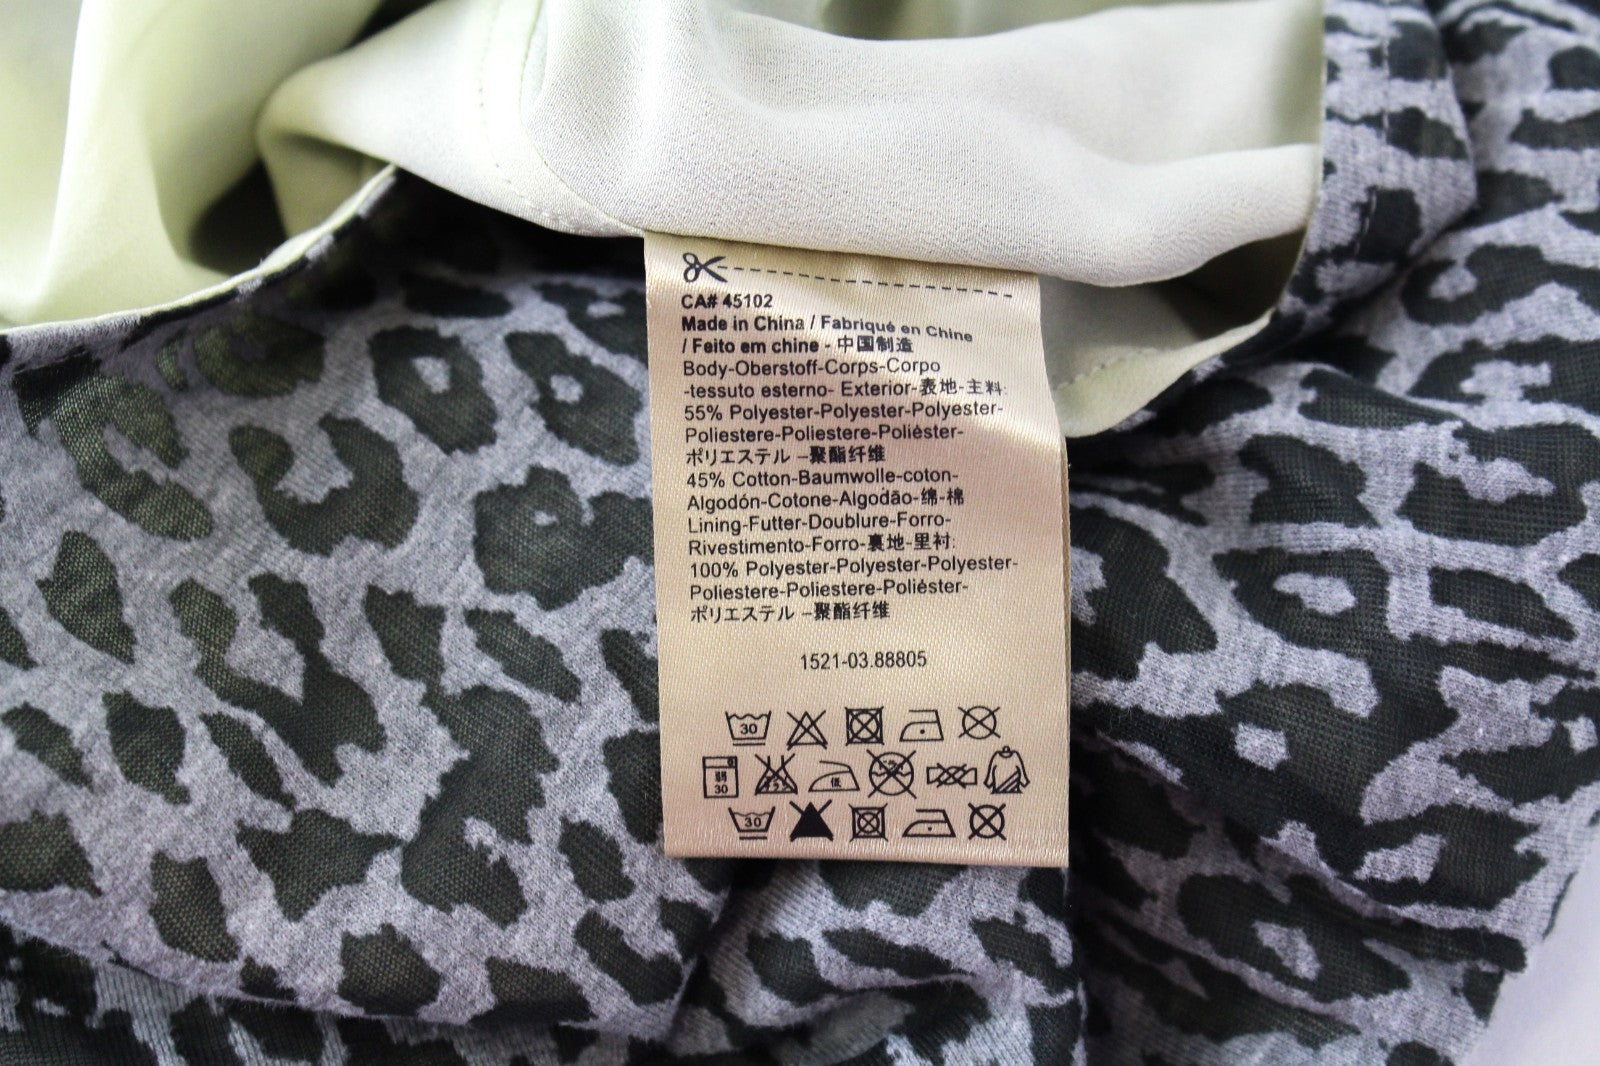 CA# 45102
Made in China / Fabriqué en Chine
/ Feito em chine - 中国制造
Body-Oberstoff-Corps-Corpo
-tessuto esterno- Exterior-表地-主料:
55% Polyester-Polyester-Polyester-
Poliestere-Poliestere-Poliéster-
ポリエステル –聚酯纤维
45% Cotton-Baumwolle-coton-
Algodón-Cotone-Algodão-绵-棉
Lining-Futter-Doublure-Forro-
Rivestimento-Forro-裏地-里衬:
100% Polyester-Polyester-Polyester-
Poliestere-Poliestere-Poliéster-
ポリエステル –聚酯纤维
1521-03.88805
30
弱
30
低
30